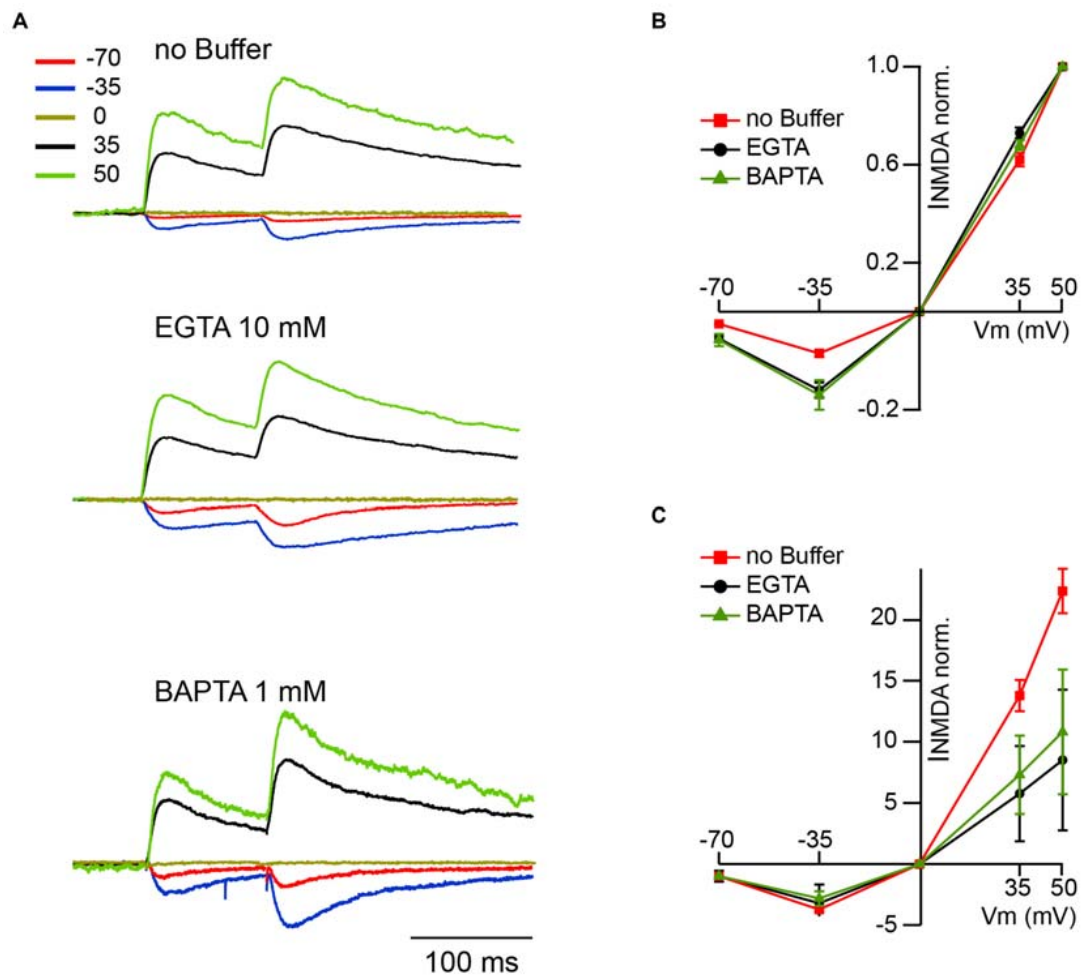 A
no Buffer
-70
-35
0
35
50
EGTA 10 mM
BAPTA 1 mM
100 ms
B
1.0
INMDA norm.
no Buffer
EGTA
BAPTA
0.6
0.2
-70
-35
35
50
Vm (mV)
-0.2
C
no Buffer
EGTA
BAPTA
INMDA norm.
20
15
10
5
-70
-35
35
50
Vm (mV)
-5